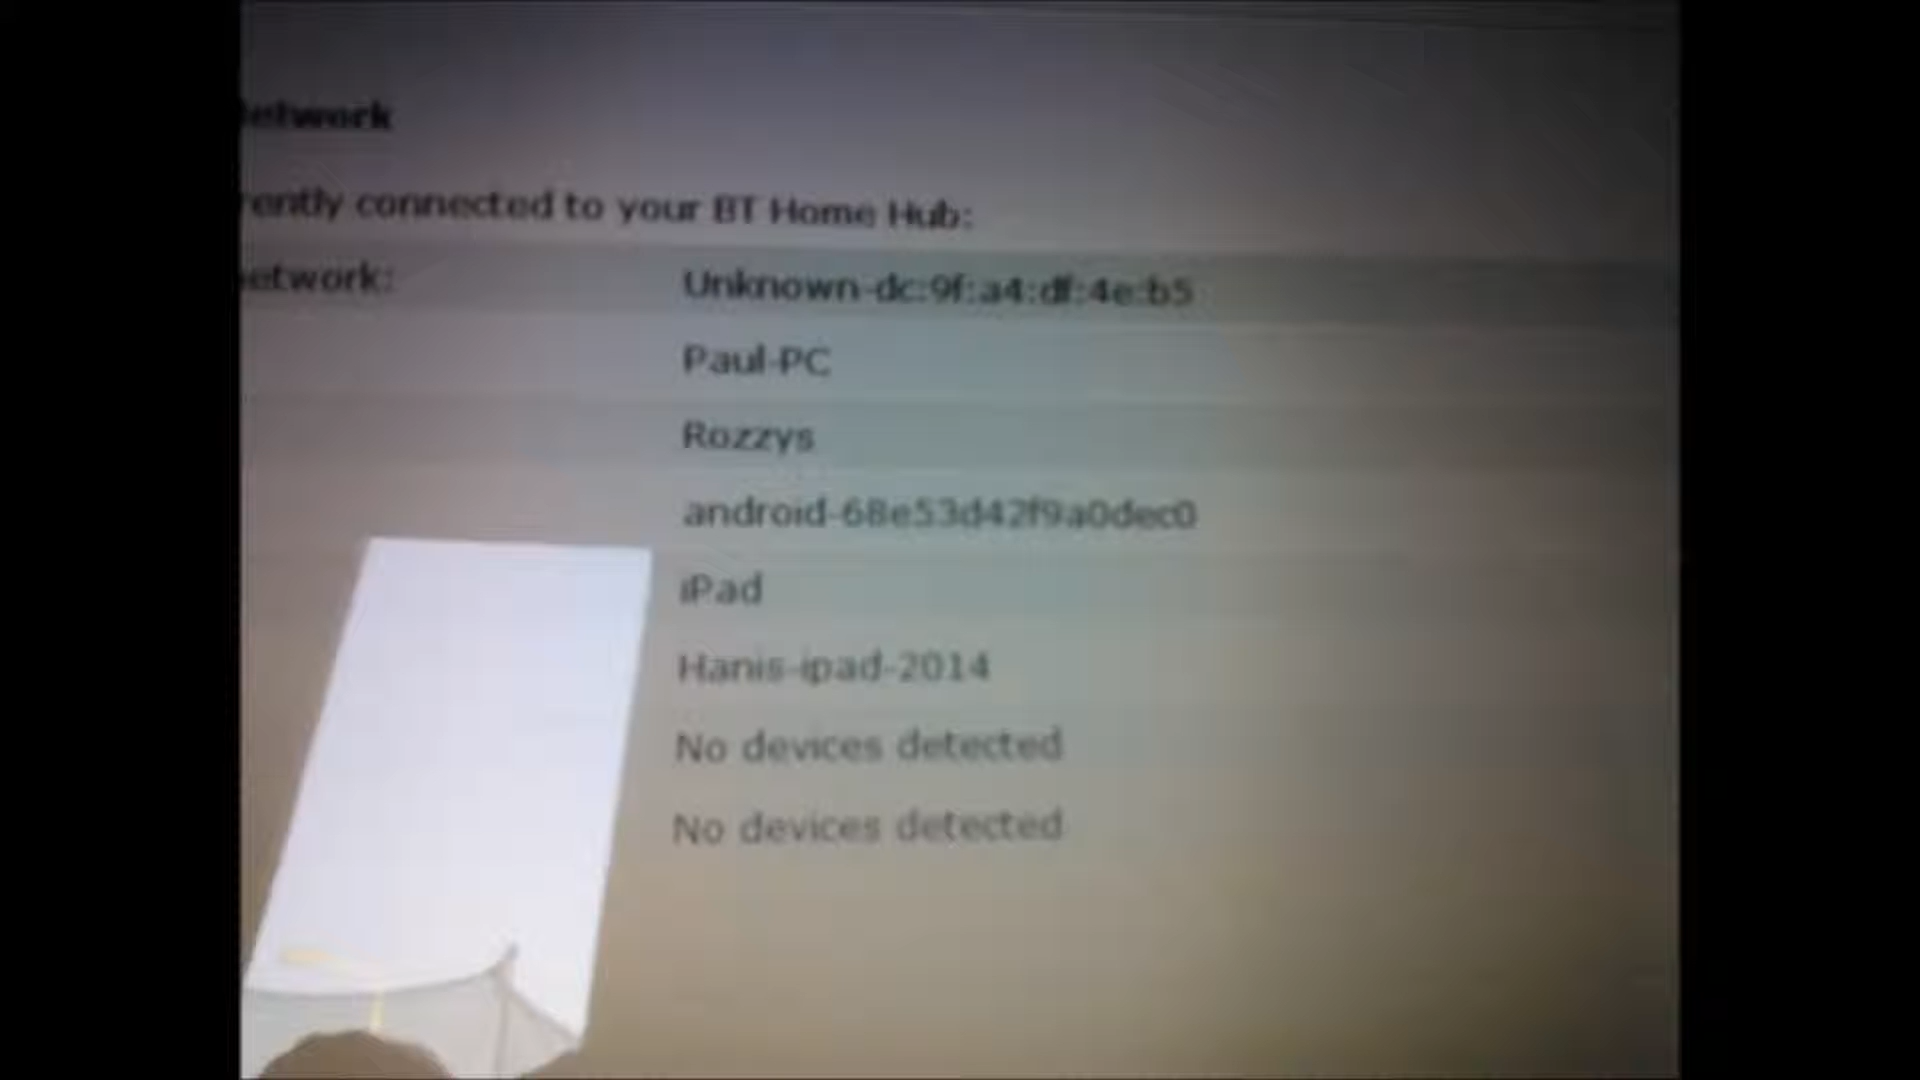 etwork
rently connected to your BT Home Hub:
etwork: Unknown-dc:9f:a4:df:4e:b5
Paul-PC
Rozzys
android-68e53d42f9a0dec0
iPad
Hanis-ipad-2014
No devices detected
No devices detected